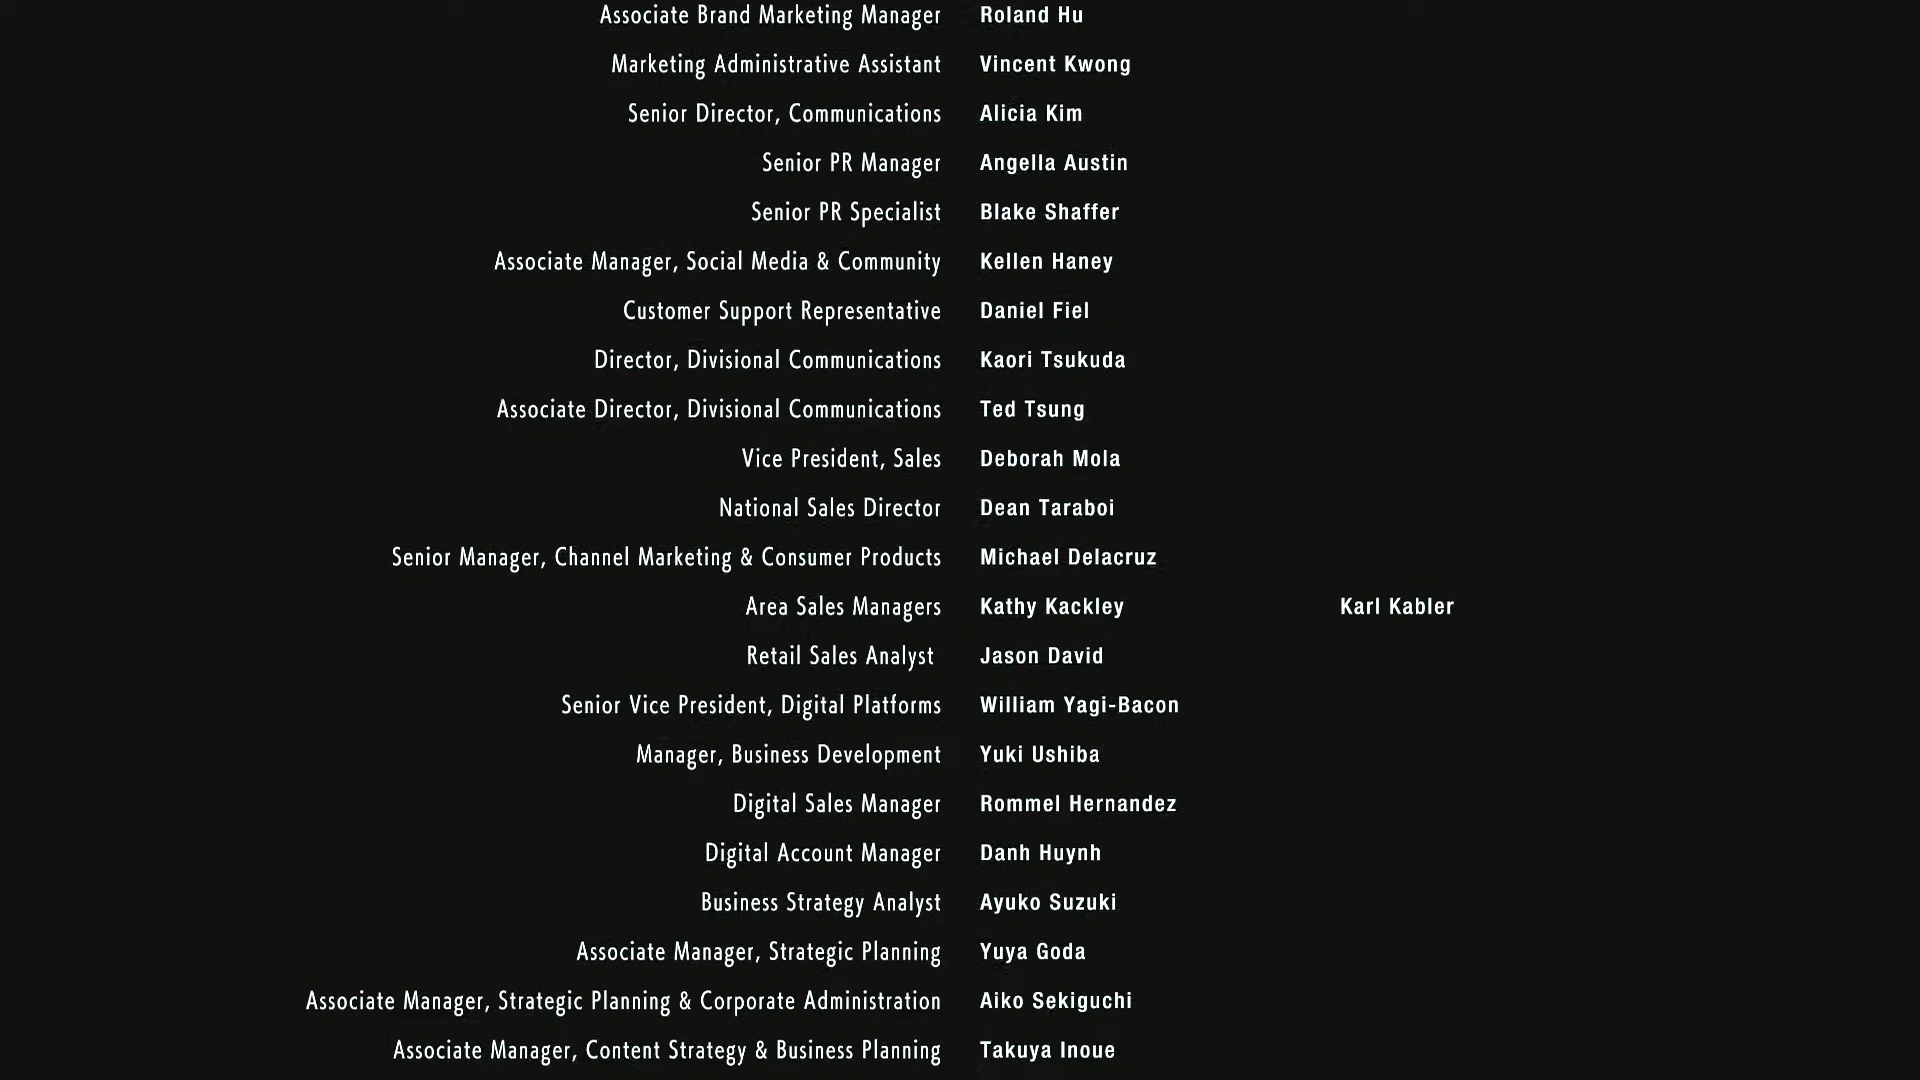 Associate Brand Marketing Manager Roland Hu
Marketing Administrative Assistant Vincent Kwong
Senior Director, Communications Alicia Kim
Senior PR Manager Angella Austin
Senior PR Specialist Blake Shaffer
Associate Manager, Social Media & Community Kellen Haney
Customer Support Representative Daniel Fiel
Director, Divisional Communications Kaori Tsukuda
Associate Director, Divisional Communications Ted Tsung
Vice President, Sales Deborah Mola
National Sales Director Dean Taraboi
Senior Manager, Channel Marketing & Consumer Products Michael Delacruz
Area Sales Managers Kathy Kackley Karl Kabler
Retail Sales Analyst Jason David
Senior Vice President, Digital Platforms William Yagi-Bacon
Manager, Business Development Yuki Ushiba
Digital Sales Manager Rommel Hernandez
Digital Account Manager Danh Huynh
Business Strategy Analyst Ayuko Suzuki
Associate Manager, Strategic Planning Yuya Goda
Associate Manager, Strategic Planning & Corporate Administration Aiko Sekiguchi
Associate Manager, Content Strategy & Business Planning Takuya Inoue